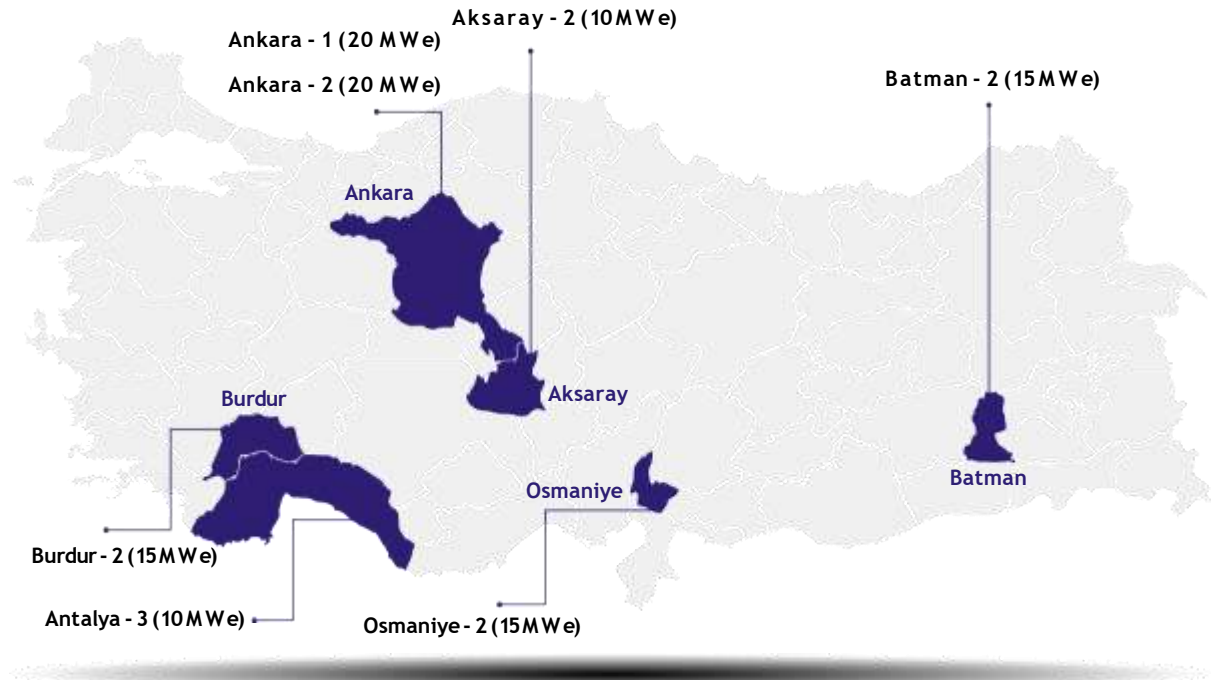 Aksaray - 2 (10MWe)
Ankara - 1 (20 MWe)
Ankara - 2 (20 MWe)
Batman - 2 (15MWe)
Ankara
Burdur
Aksaray
Osmaniye
Batman
Burdur - 2 (15MWe)
Antalya - 3 (10MWe)
Osmaniye - 2 (15MWe)